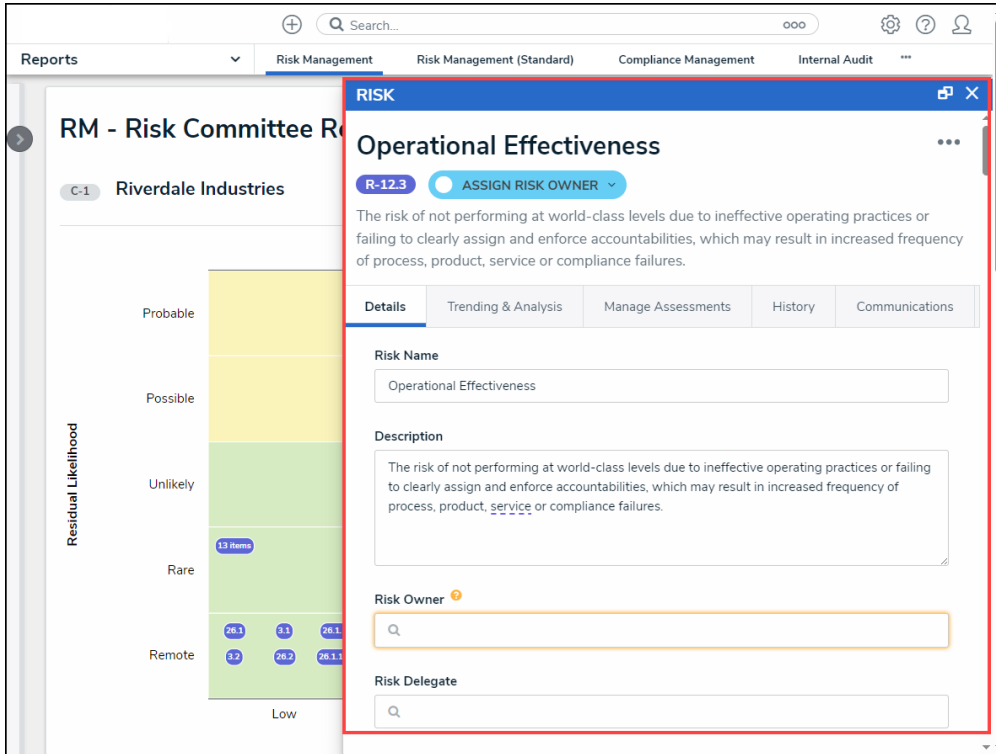 Search...
Reports
Risk Management
Risk Management (Standard)
Compliance Management
Internal Audit
RM - Risk Committee R
C-1 Riverdale Industries
Residual Likelihood
Probable
Possible
Unlikely
Rare
Remote
13 items
26.1 3.1 26.1.
3.2 26.2 26.1.1
Low
RISK
Operational Effectiveness
R-12.3 ASSIGN RISK OWNER
The risk of not performing at world-class levels due to ineffective operating practices or
failing to clearly assign and enforce accountabilities, which may result in increased frequency
of process, product, service or compliance failures.
Details
Trending & Analysis
Manage Assessments
History
Communications
Risk Name
Operational Effectiveness
Description
The risk of not performing at world-class levels due to ineffective operating practices or failing
to clearly assign and enforce accountabilities, which may result in increased frequency of
process, product, service or compliance failures.
Risk Owner ?
Risk Delegate